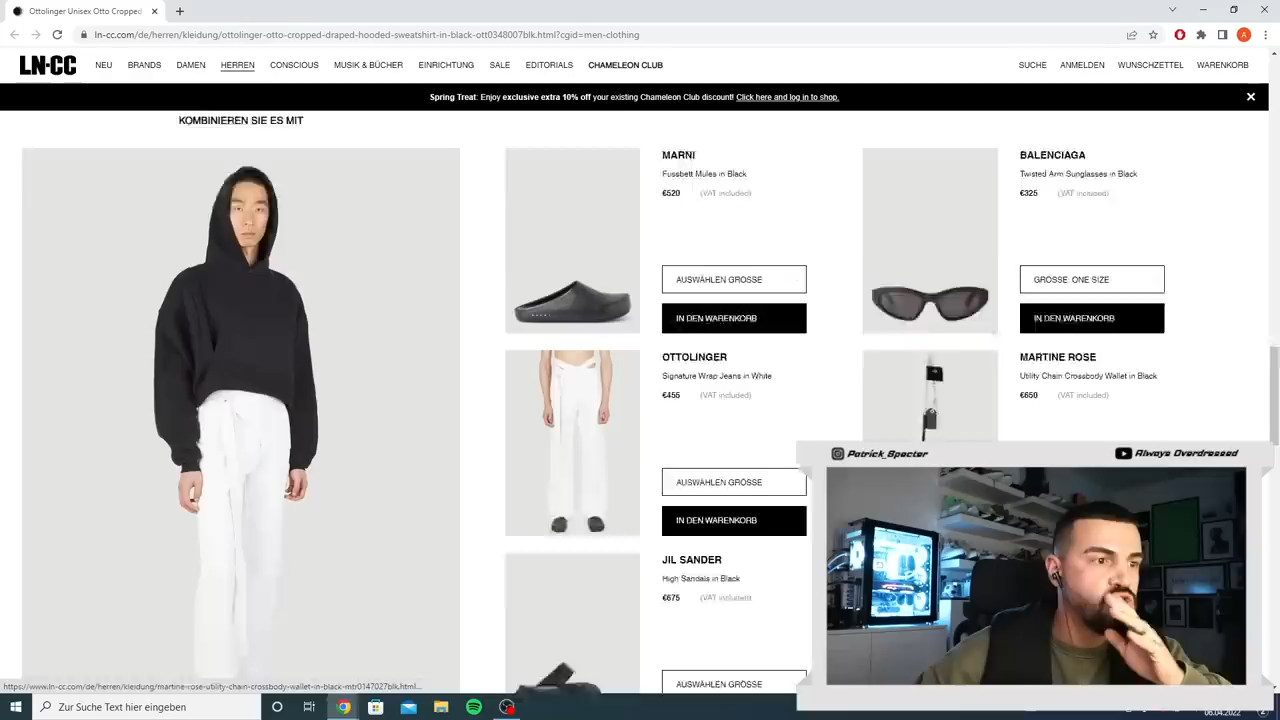 Ottolinger Unisex Otto Cropped
ln-cc.com/de/herren/kleidung/ottolinger-otto-cropped-draped-hooded-sweatshirt-in-black-ott0348007blk.html?cgid=men-clothing
A
LN-CC
NEU BRANDS DAMEN HERREN CONSCIOUS MUSIK & BÜCHER EINRICHTUNG SALE EDITORIALS CHAMELEON CLUB SUCHE ANMELDEN WUNSCHZETTEL WARENKORB
Spring Treat: Enjoy exclusive extra 10% off your existing Chameleon Club discount! Click here and log in to shop.
KOMBINIEREN SIE ES MIT
MARNI
Fussbett Mules in Black
€520 (VAT included)
AUSWÄHLEN GRÖSSE
IN DEN WARENKORB
BALENCIAGA
Twisted Arm Sunglasses in Black
€325 (VAT included)
GRÖSSE: ONE SIZE
IN DEN WARENKORB
OTTOLINGER
Signature Wrap Jeans in White
€455 (VAT included)
AUSWÄHLEN GRÖSSE
IN DEN WARENKORB
MARTINE ROSE
Utility Chain Crossbody Wallet in Black
€650 (VAT included)
JIL SANDER
High Sandals in Black
€675 (VAT included)
AUSWÄHLEN GRÖSSE
Patrick_Specter
Always Overdressed
https://www.ln-cc.com/de/herren/kleidung/martine-rose-utility-chain-crossbody-wallet-in-black-mtr0147027blk.html...
Zur Suche Text hier eingeben
06.04.2022